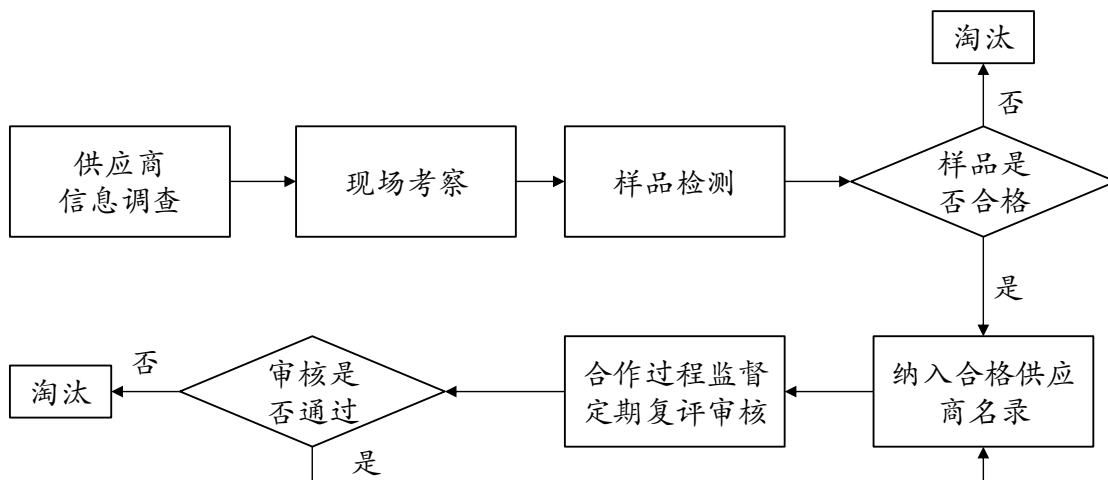 淘汰
否
供应商
信息调查
现场考察
样品检测
样品是
否合格
是
淘汰
否
审核是
否通过
是
合作过程监督
定期复评审核
纳入合格供应
商名录